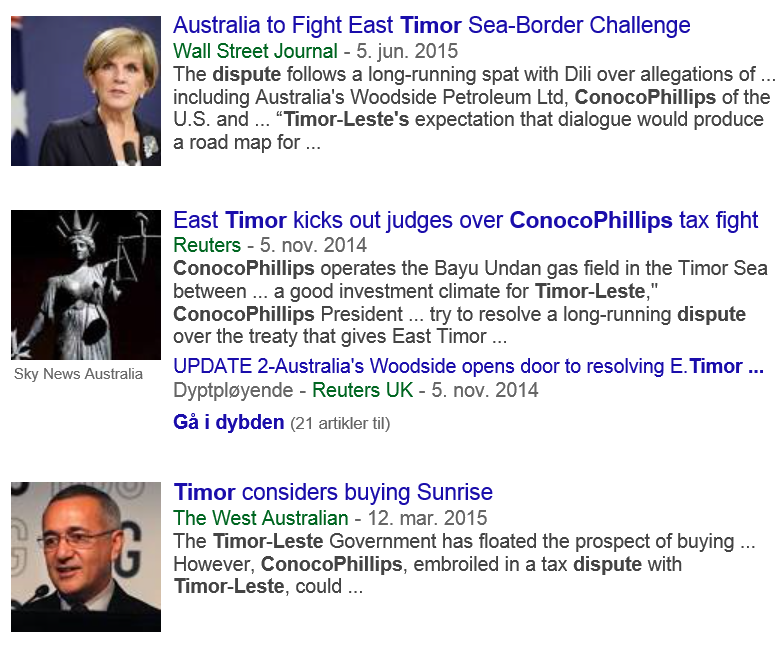 Australia to Fight East Timor Sea-Border Challenge
Wall Street Journal - 5. jun. 2015
The dispute follows a long-running spat with Dili over allegations of ...
including Australia's Woodside Petroleum Ltd, ConocoPhillips of the
U.S. and ... “Timor-Leste's expectation that dialogue would produce
a road map for ...
East Timor kicks out judges over ConocoPhillips tax fight
Reuters - 5. nov. 2014
ConocoPhillips operates the Bayu Undan gas field in the Timor Sea
between ... a good investment climate for Timor-Leste,"
ConocoPhillips President ... try to resolve a long-running dispute
over the treaty that gives East Timor ...
Sky News Australia
UPDATE 2-Australia's Woodside opens door to resolving E.Timor ...
Dyptpløyende - Reuters UK - 5. nov. 2014
Gå i dybden (21 artikler til)
Timor considers buying Sunrise
The West Australian - 12. mar. 2015
The Timor-Leste Government has floated the prospect of buying ...
However, ConocoPhillips, embroiled in a tax dispute with
Timor-Leste, could ...